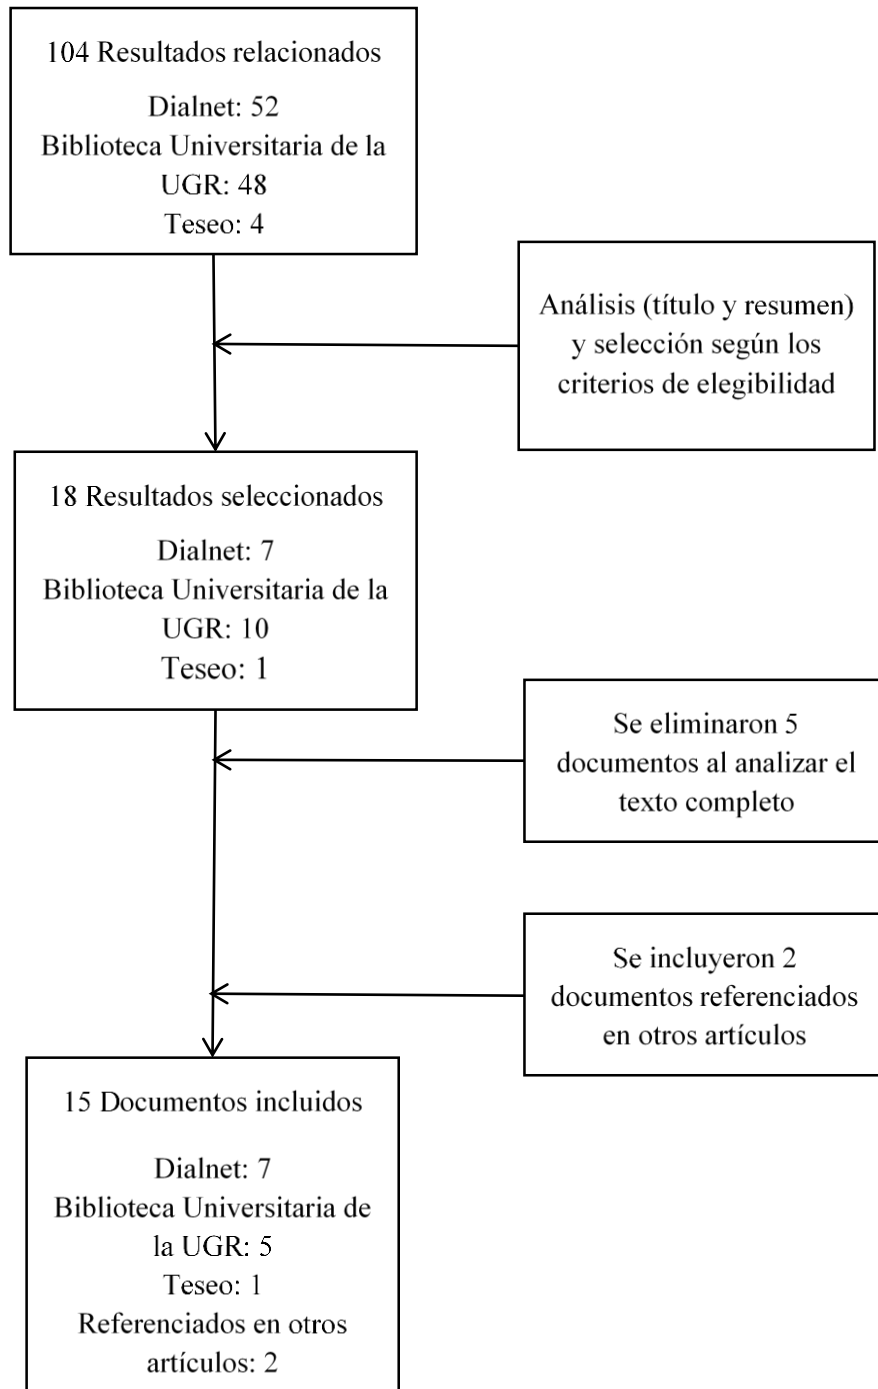 104 Resultados relacionados
Dialnet: 52
Biblioteca Universitaria de la
UGR: 48
Teseo: 4
Análisis (título y resumen)
y selección según los
criterios de elegibilidad
18 Resultados seleccionados
Dialnet: 7
Biblioteca Universitaria de la
UGR: 10
Teseo: 1
Se eliminaron 5
documentos al analizar el
texto completo
Se incluyeron 2
documentos referenciados
en otros artículos
15 Documentos incluidos
Dialnet: 7
Biblioteca Universitaria de
la UGR: 5
Teseo: 1
Referenciados en otros
artículos: 2